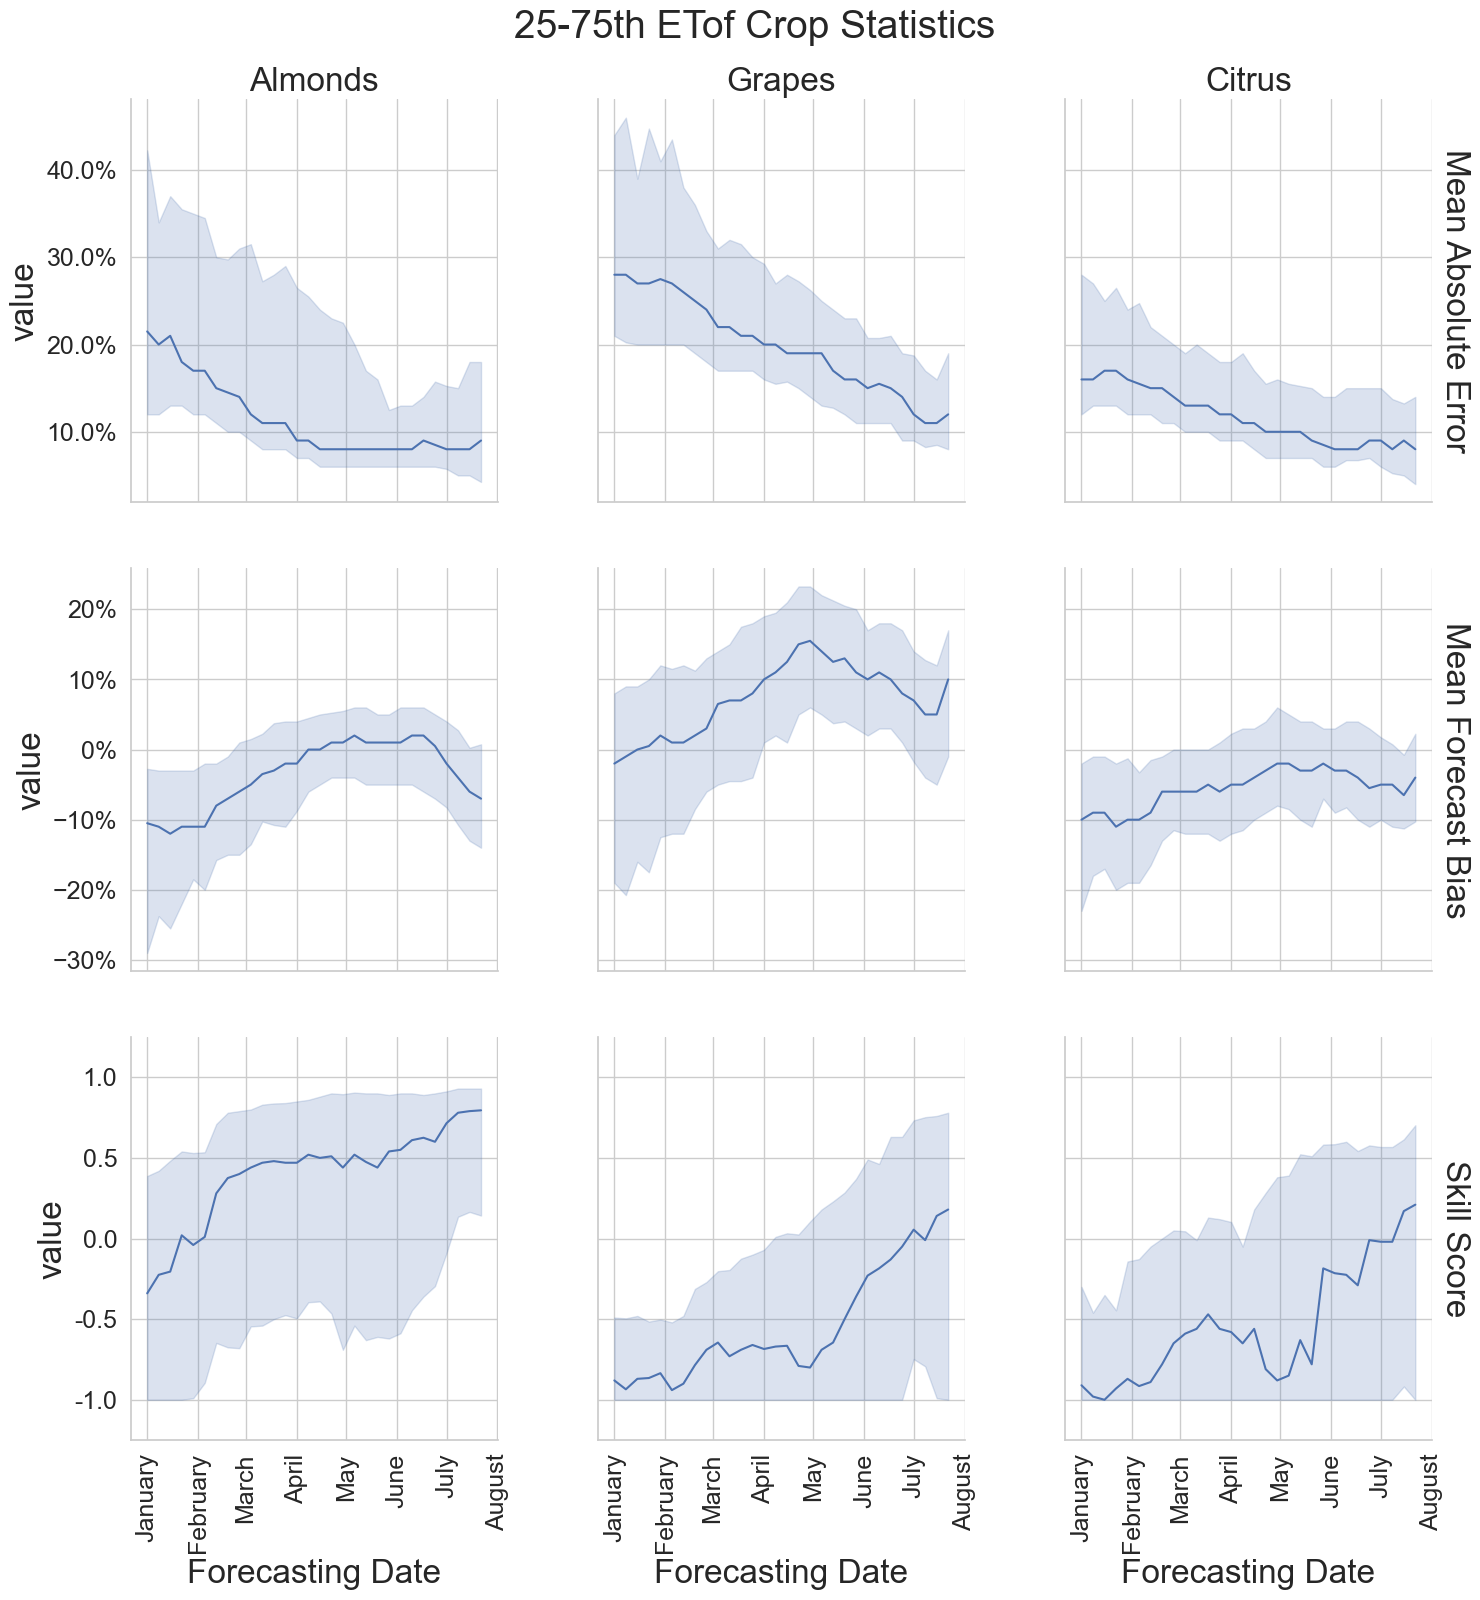 25-75th ETof Crop Statistics
Almonds
Grapes
Citrus
40.0%
30.0%
20.0%
10.0%
value
Mean Absolute Error
20%
10%
0%
−10%
−20%
−30%
value
Mean Forecast Bias
1.0
0.5
0.0
-0.5
-1.0
value
Skill Score
January
February
March
April
May
June
July
August
January
February
March
April
May
June
July
August
January
February
March
April
May
June
July
August
Forecasting Date
Forecasting Date
Forecasting Date